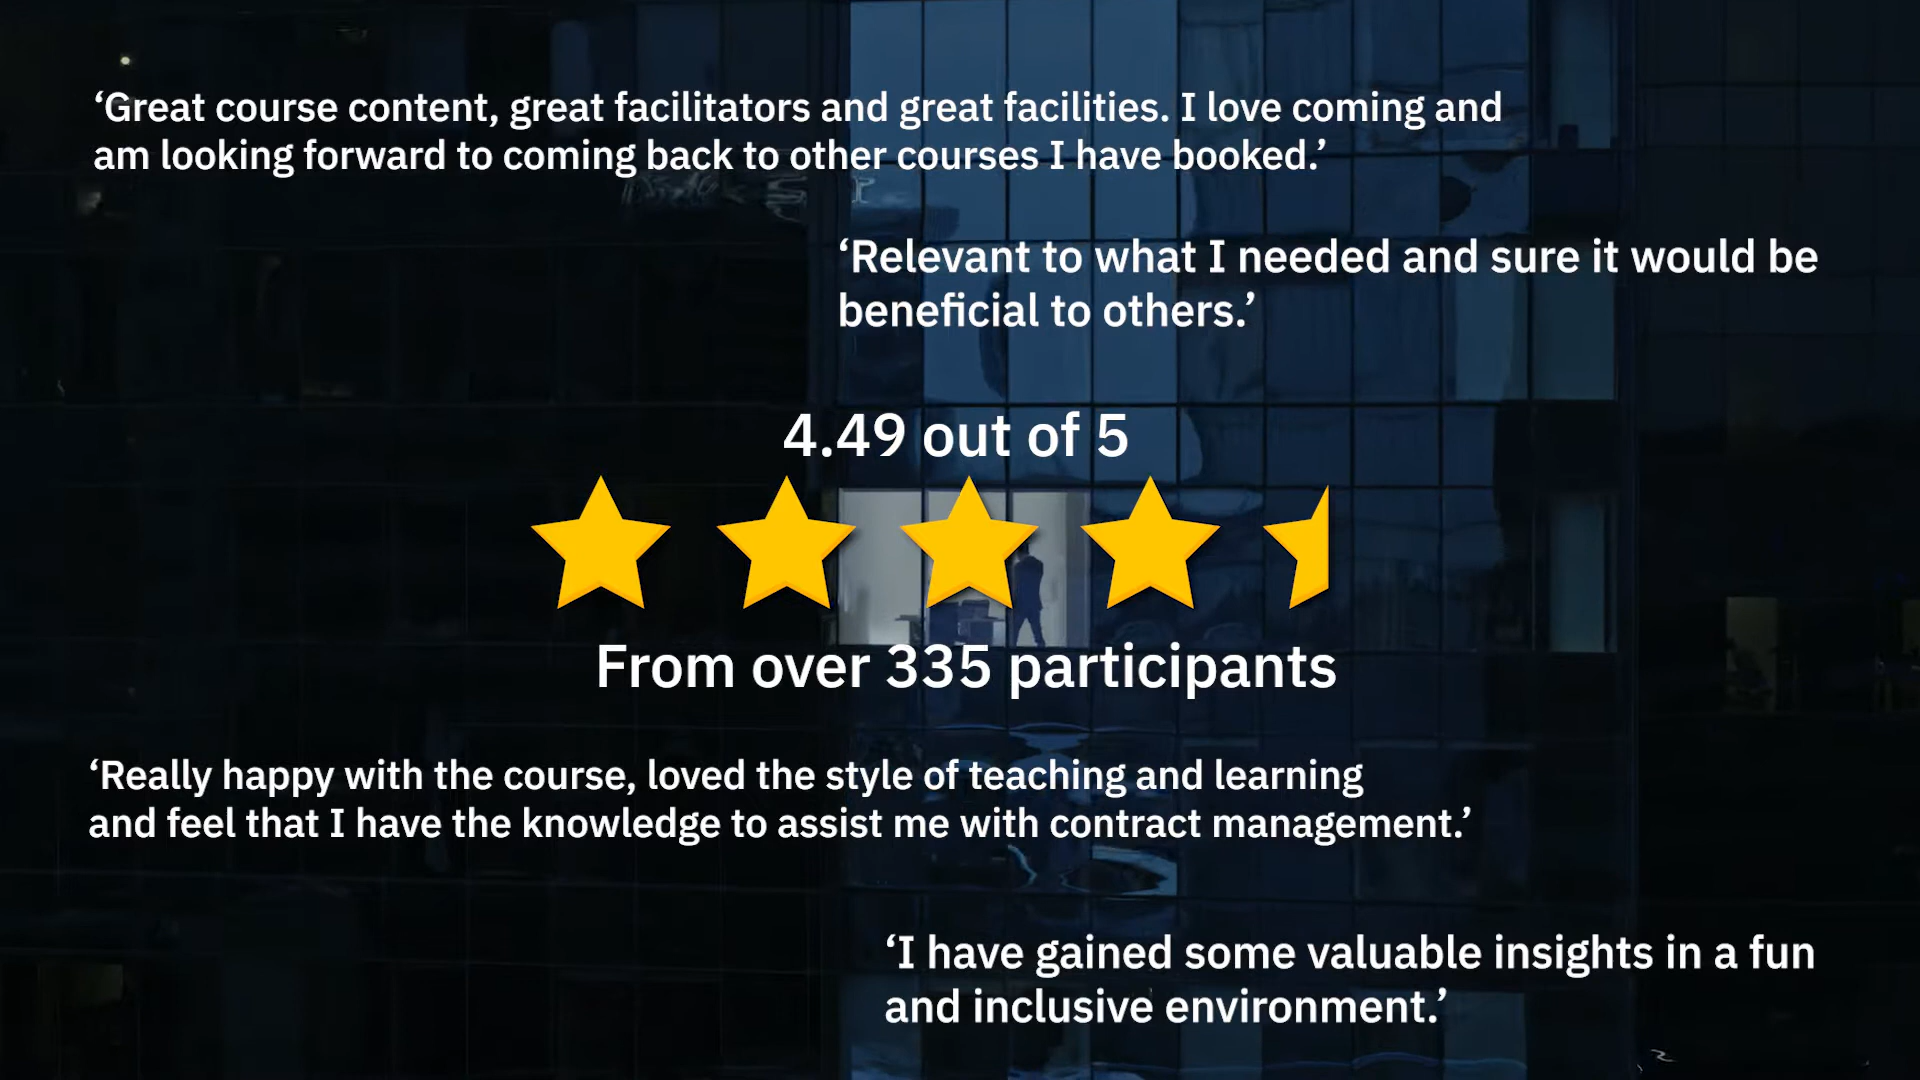 ‘Great course content, great facilitators and great facilities. I love coming and
am looking forward to coming back to other courses I have booked.’
‘Relevant to what I needed and sure it would be
beneficial to others.’
4.49 out of 5
From over 335 participants
‘Really happy with the course, loved the style of teaching and learning
and feel that I have the knowledge to assist me with contract management.’
‘I have gained some valuable insights in a fun
and inclusive environment.’